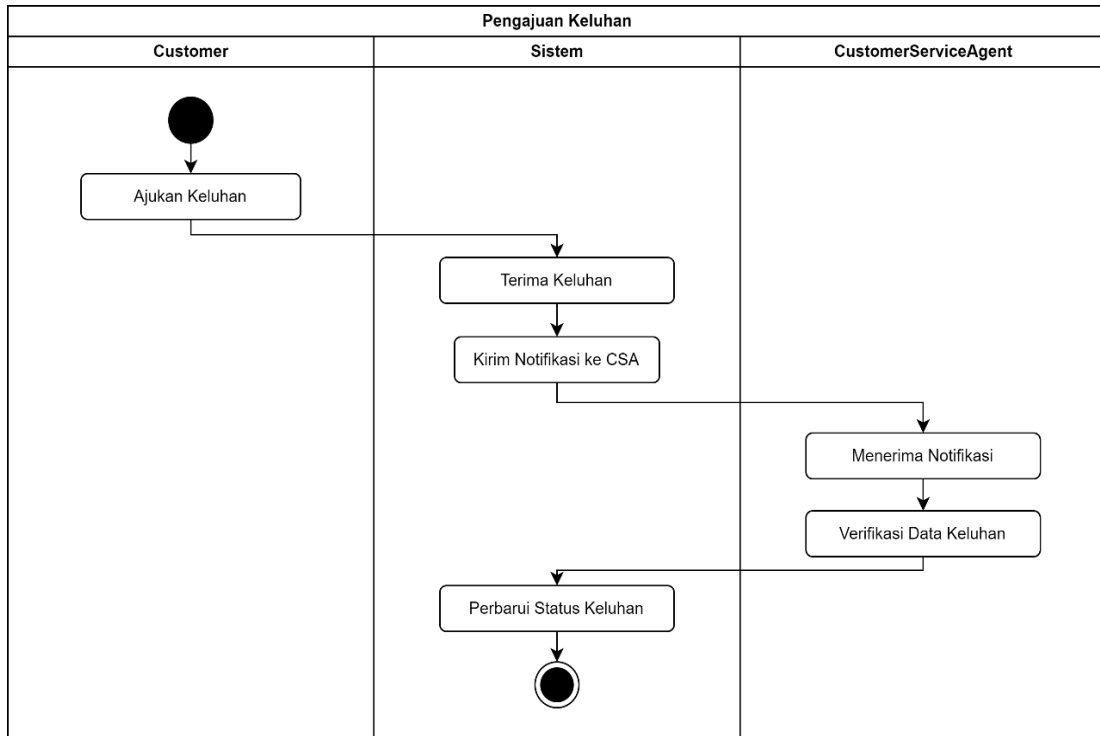 Pengajuan Keluhan
Customer
Sistem
CustomerServiceAgent
Ajukan Keluhan
Terima Keluhan
Kirim Notifikasi ke CSA
Menerima Notifikasi
Verifikasi Data Keluhan
Perbarui Status Keluhan